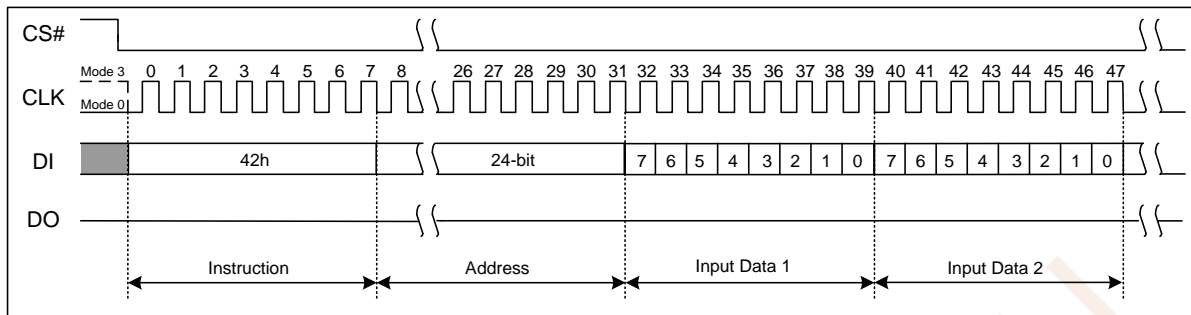 CS#
Mode 3
0 1 2 3 4 5 6 7 8 26 27 28 29 30 31 32 33 34 35 36 37 38 39 40 41 42 43 44 45 46 47
CLK
Mode 0
DI 42h 24-bit 7 6 5 4 3 2 1 0 7 6 5 4 3 2 1 0
DO
Instruction Address Input Data 1 Input Data 2